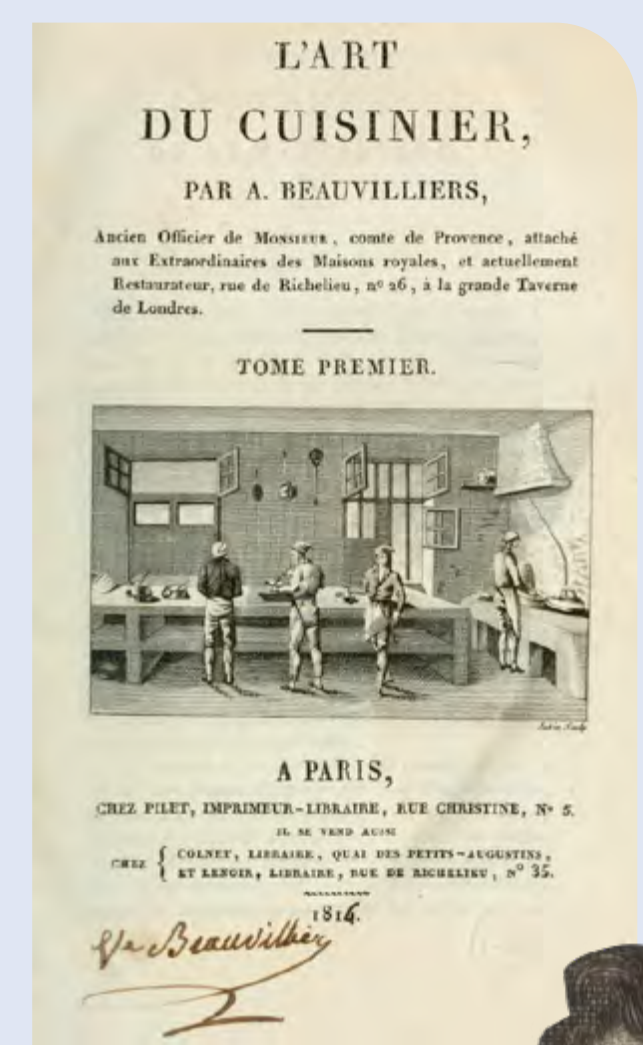 L'ART
DU CUISINIER,
PAR A. BEAUVILLIERS,
Ancien Officier de MONSIEUR, comte de Provence, attaché
aux Extraordinaires des Maisons royales, et actuellement
Restaurateur, rue de Richelieu, nº 26, à la grande Taverne
de Londres.
TOME PREMIER.
A PARIS,
CHEZ PILET, IMPRIMEUR-LIBRAIRE, RUE CHRISTINE, Nº 5.
IL SE VEND AUSSI
CHEZ { COLNET, LIBRAIRE, QUAI DES PETITS-AUGUSTINS,
ET LENOIR, LIBRAIRE, RUE DE RICHELIEU, Nº 35.
1816.
Beauvilliers